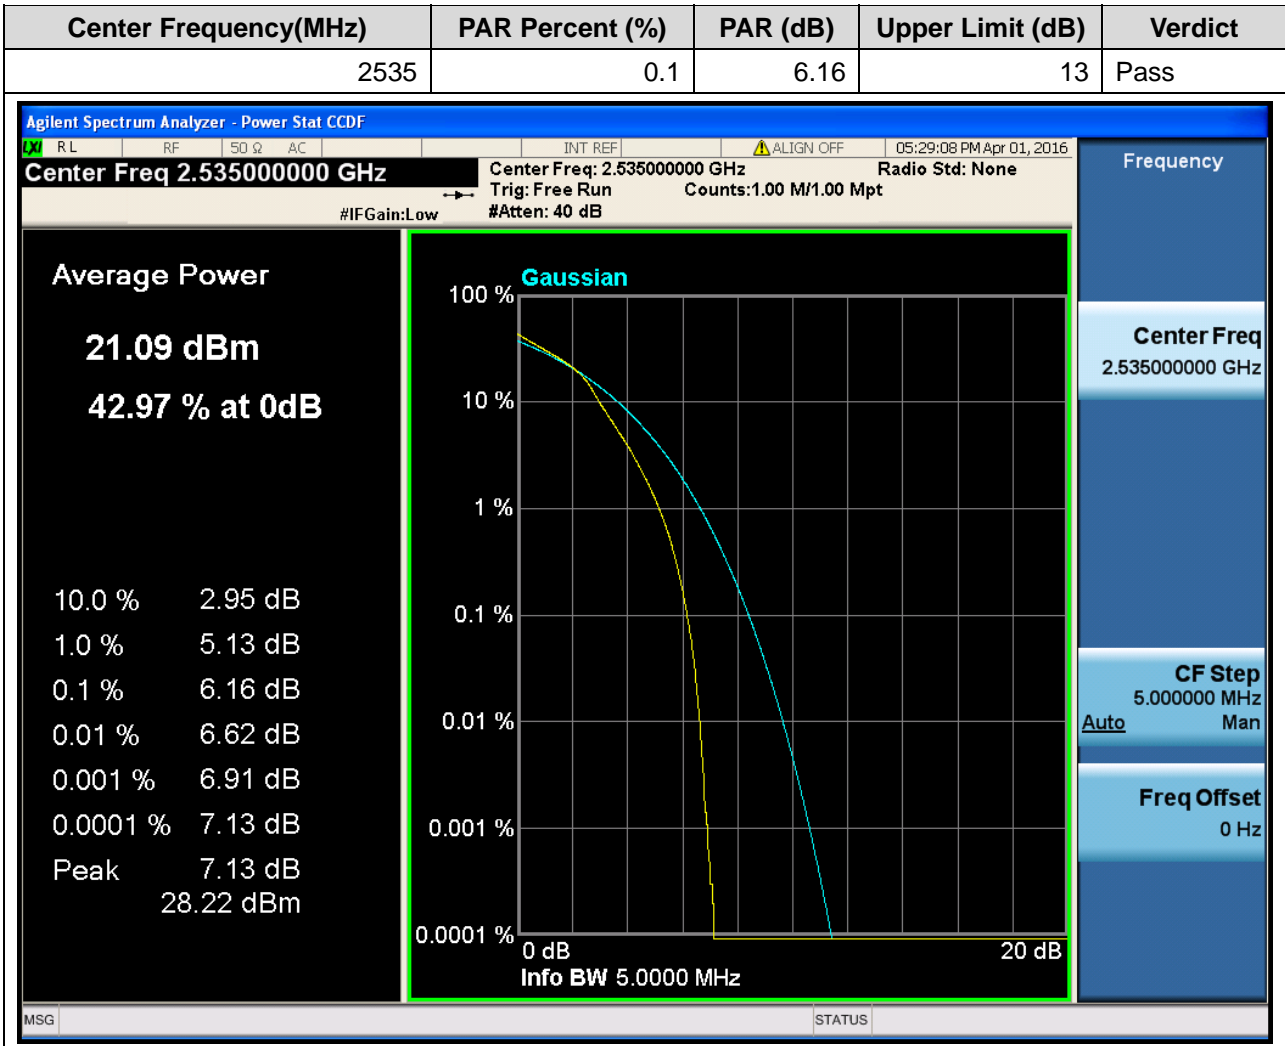 Center Frequency(MHz) PAR Percent (%) PAR (dB) Upper Limit (dB) Verdict
2535 0.1 6.16 13 Pass
Agilent Spectrum Analyzer - Power Stat CCDF
LXI RL RF 50 Ω AC INT REF ALIGN OFF 05:29:08 PM Apr 01, 2016
Center Freq 2.535000000 GHz
#IFGain:Low
Center Freq: 2.535000000 GHz Radio Std: None
Trig: Free Run Counts:1.00 M/1.00 Mpt
#Atten: 40 dB
Average Power
21.09 dBm
42.97 % at 0dB
10.0 % 2.95 dB
1.0 % 5.13 dB
0.1 % 6.16 dB
0.01 % 6.62 dB
0.001 % 6.91 dB
0.0001 % 7.13 dB
Peak 7.13 dB
28.22 dBm
Gaussian
100 %
10 %
1 %
0.1 %
0.01 %
0.001 %
0.0001 %
0 dB 20 dB
Info BW 5.0000 MHz
Frequency
Center Freq
2.535000000 GHz
CF Step
5.000000 MHz
Auto Man
Freq Offset
0 Hz
MSG STATUS